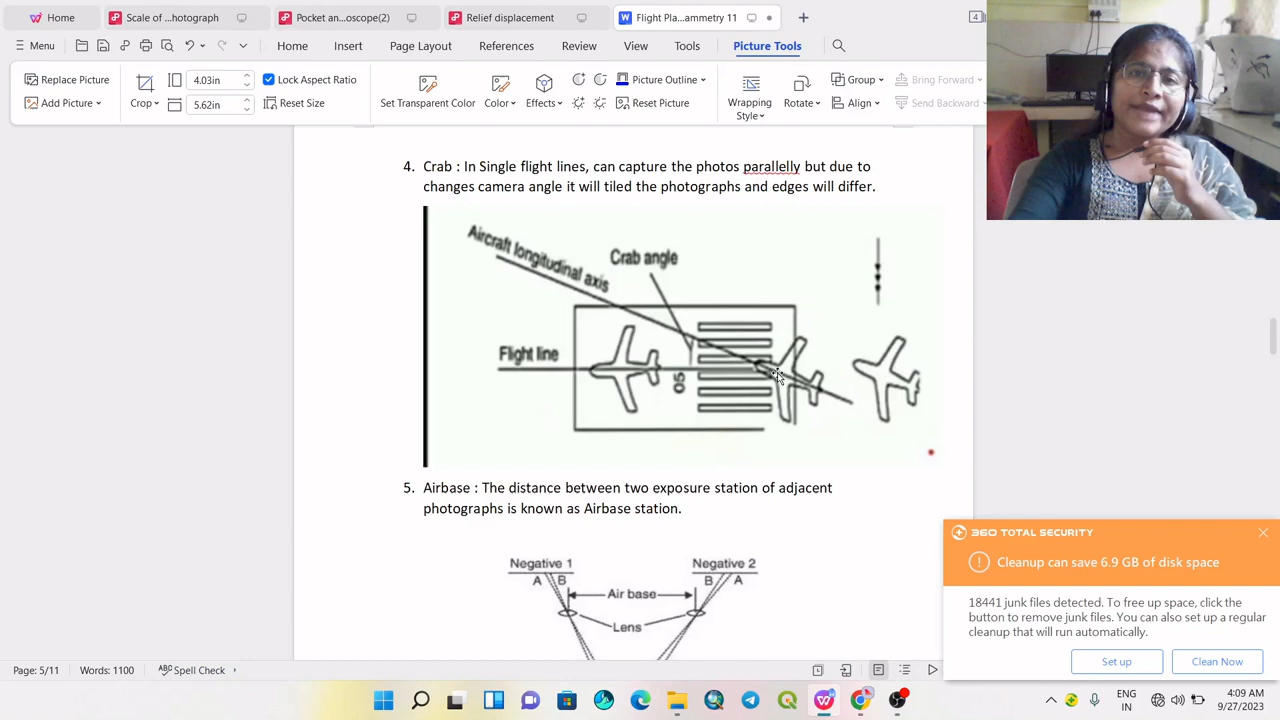 Home
Scale of ...hotograph
Pocket an...oscope(2)
Relief displacement
Flight Pla...ammetry 11
4
Menu
Home
Insert
Page Layout
References
Review
View
Tools
Picture Tools
Replace Picture
Add Picture
Crop
4.03in
5.92in
Lock Aspect Ratio
Reset Size
Set Transparent Color
Color
Effects
Picture Outline
Reset Picture
Wrapping
Style
Rotate
Group
Align
Bring Forward
Send Backward
4. Crab : In Single flight lines, can capture the photos parallelly but due to
changes camera angle it will tiled the photographs and edges will differ.
Aircraft longitudinal axis
Crab angle
Flight line
05
5. Airbase : The distance between two exposure station of adjacent
photographs is known as Airbase station.
Negative 1
Negative 2
A B
B A
Air base
Lens
360 TOTAL SECURITY
Cleanup can save 6.9 GB of disk space
18441 junk files detected. To free up space, click the
button to remove junk files. You can also set up a regular
cleanup that will run automatically.
Set up
Clean Now
Page: 5/11
Words: 1100
Spell Check
ENG
IN
4:09 AM
9/27/2023